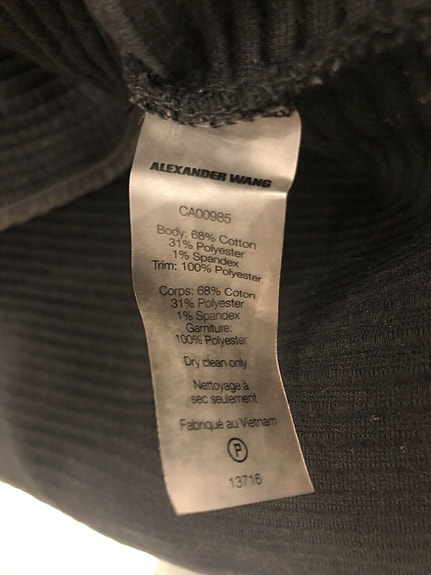 ALEXANDER WANG
CA00985
Body: 68% Cotton
31% Polyester
1% Spandex
Trim: 100% Polyester
Corps: 68% Coton
31% Polyester
1% Spandex
Garniture:
100% Polyester
Dry clean only
Nettoyage à
sec seulement
Fabriqué au Vietnam
P
13716